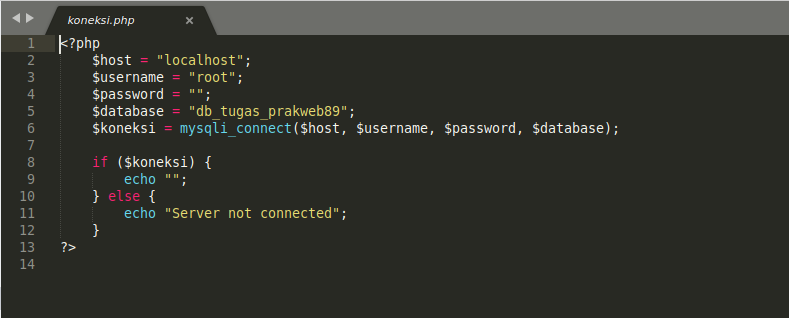 koneksi.php ×
1 <?php
2     $host = "localhost";
3     $username = "root";
4     $password = "";
5     $database = "db_tugas_prakweb89";
6     $koneksi = mysqli_connect($host, $username, $password, $database);
7
8     if ($koneksi) {
9         echo "";
10     } else {
11         echo "Server not connected";
12     }
13 ?>
14